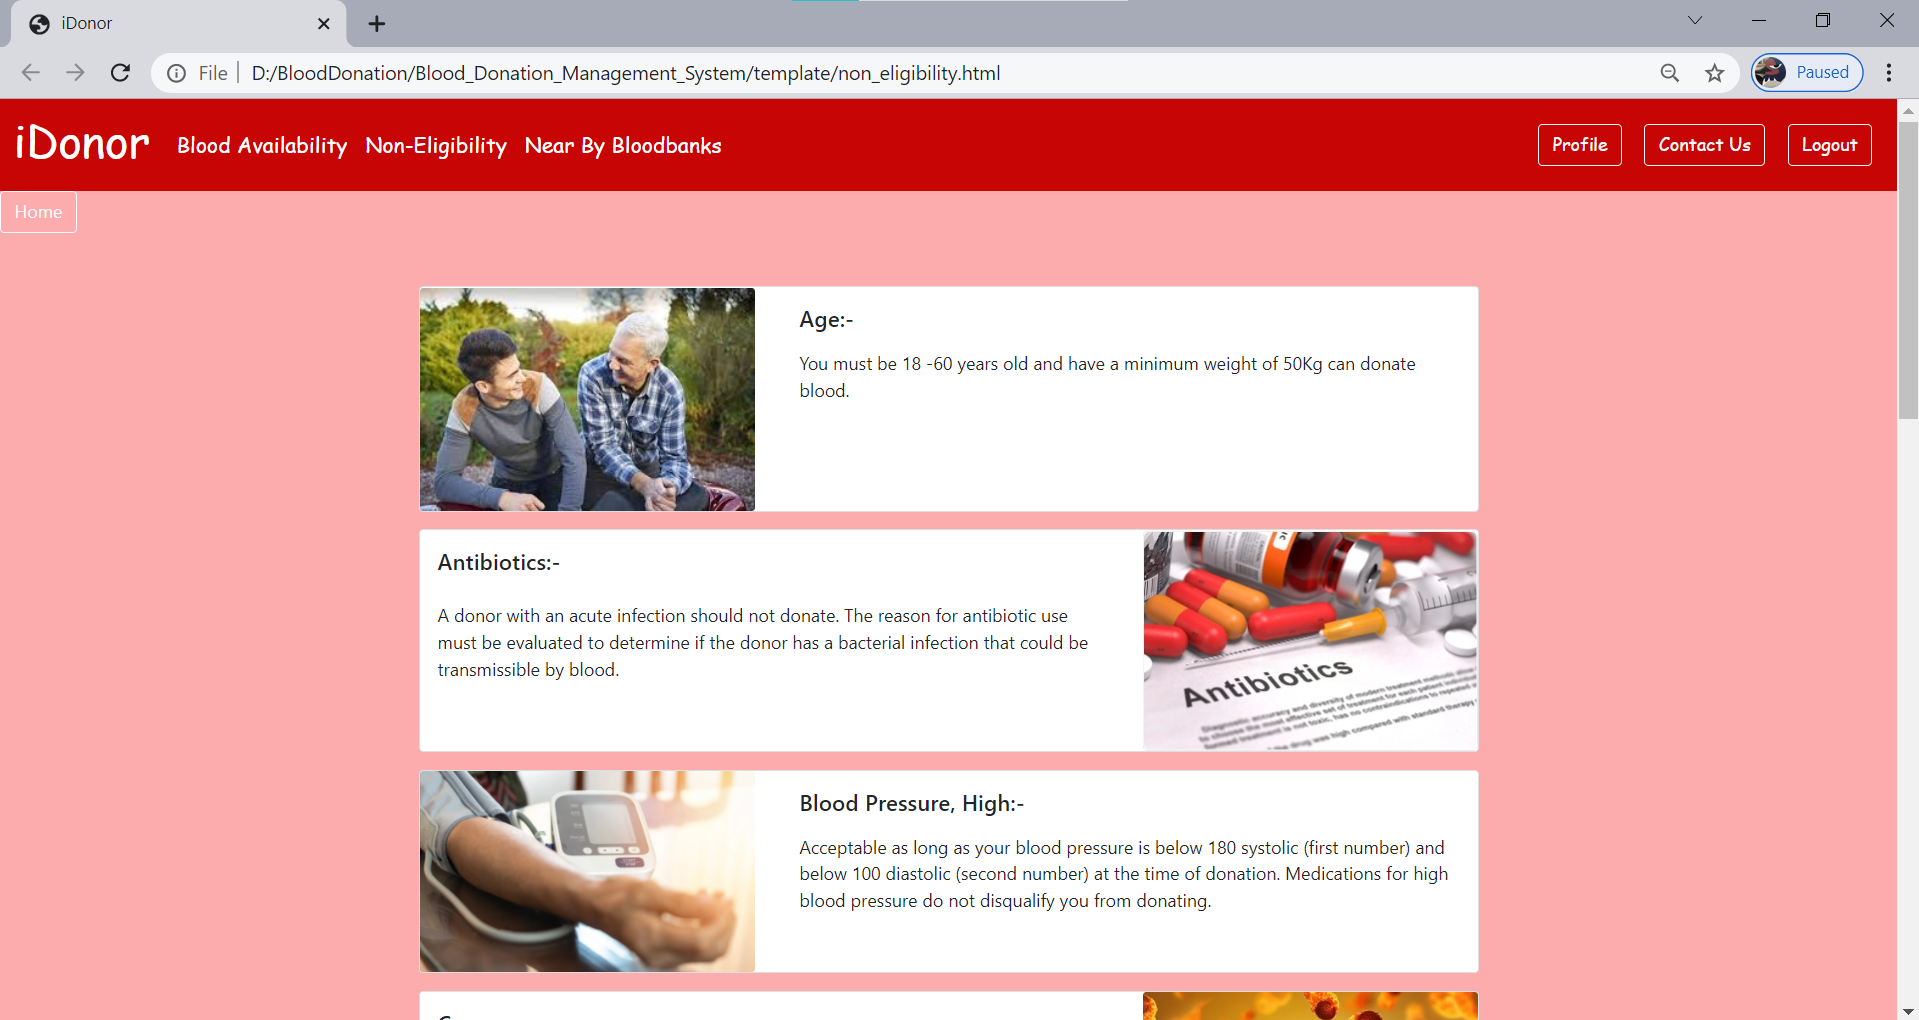 iDonor
File
D:/BloodDonation/Blood_Donation_Management_System/template/non_eligibility.html
Paused
iDonor
Blood Availability
Non-Eligibility
Near By Bloodbanks
Profile
Contact Us
Logout
Home
Age:-
You must be 18 -60 years old and have a minimum weight of 50Kg can donate
blood.
Antibiotics:-
A donor with an acute infection should not donate. The reason for antibiotic use
must be evaluated to determine if the donor has a bacterial infection that could be
transmissible by blood.
Antibiotics
Blood Pressure, High:-
Acceptable as long as your blood pressure is below 180 systolic (first number) and
below 100 diastolic (second number) at the time of donation. Medications for high
blood pressure do not disqualify you from donating.